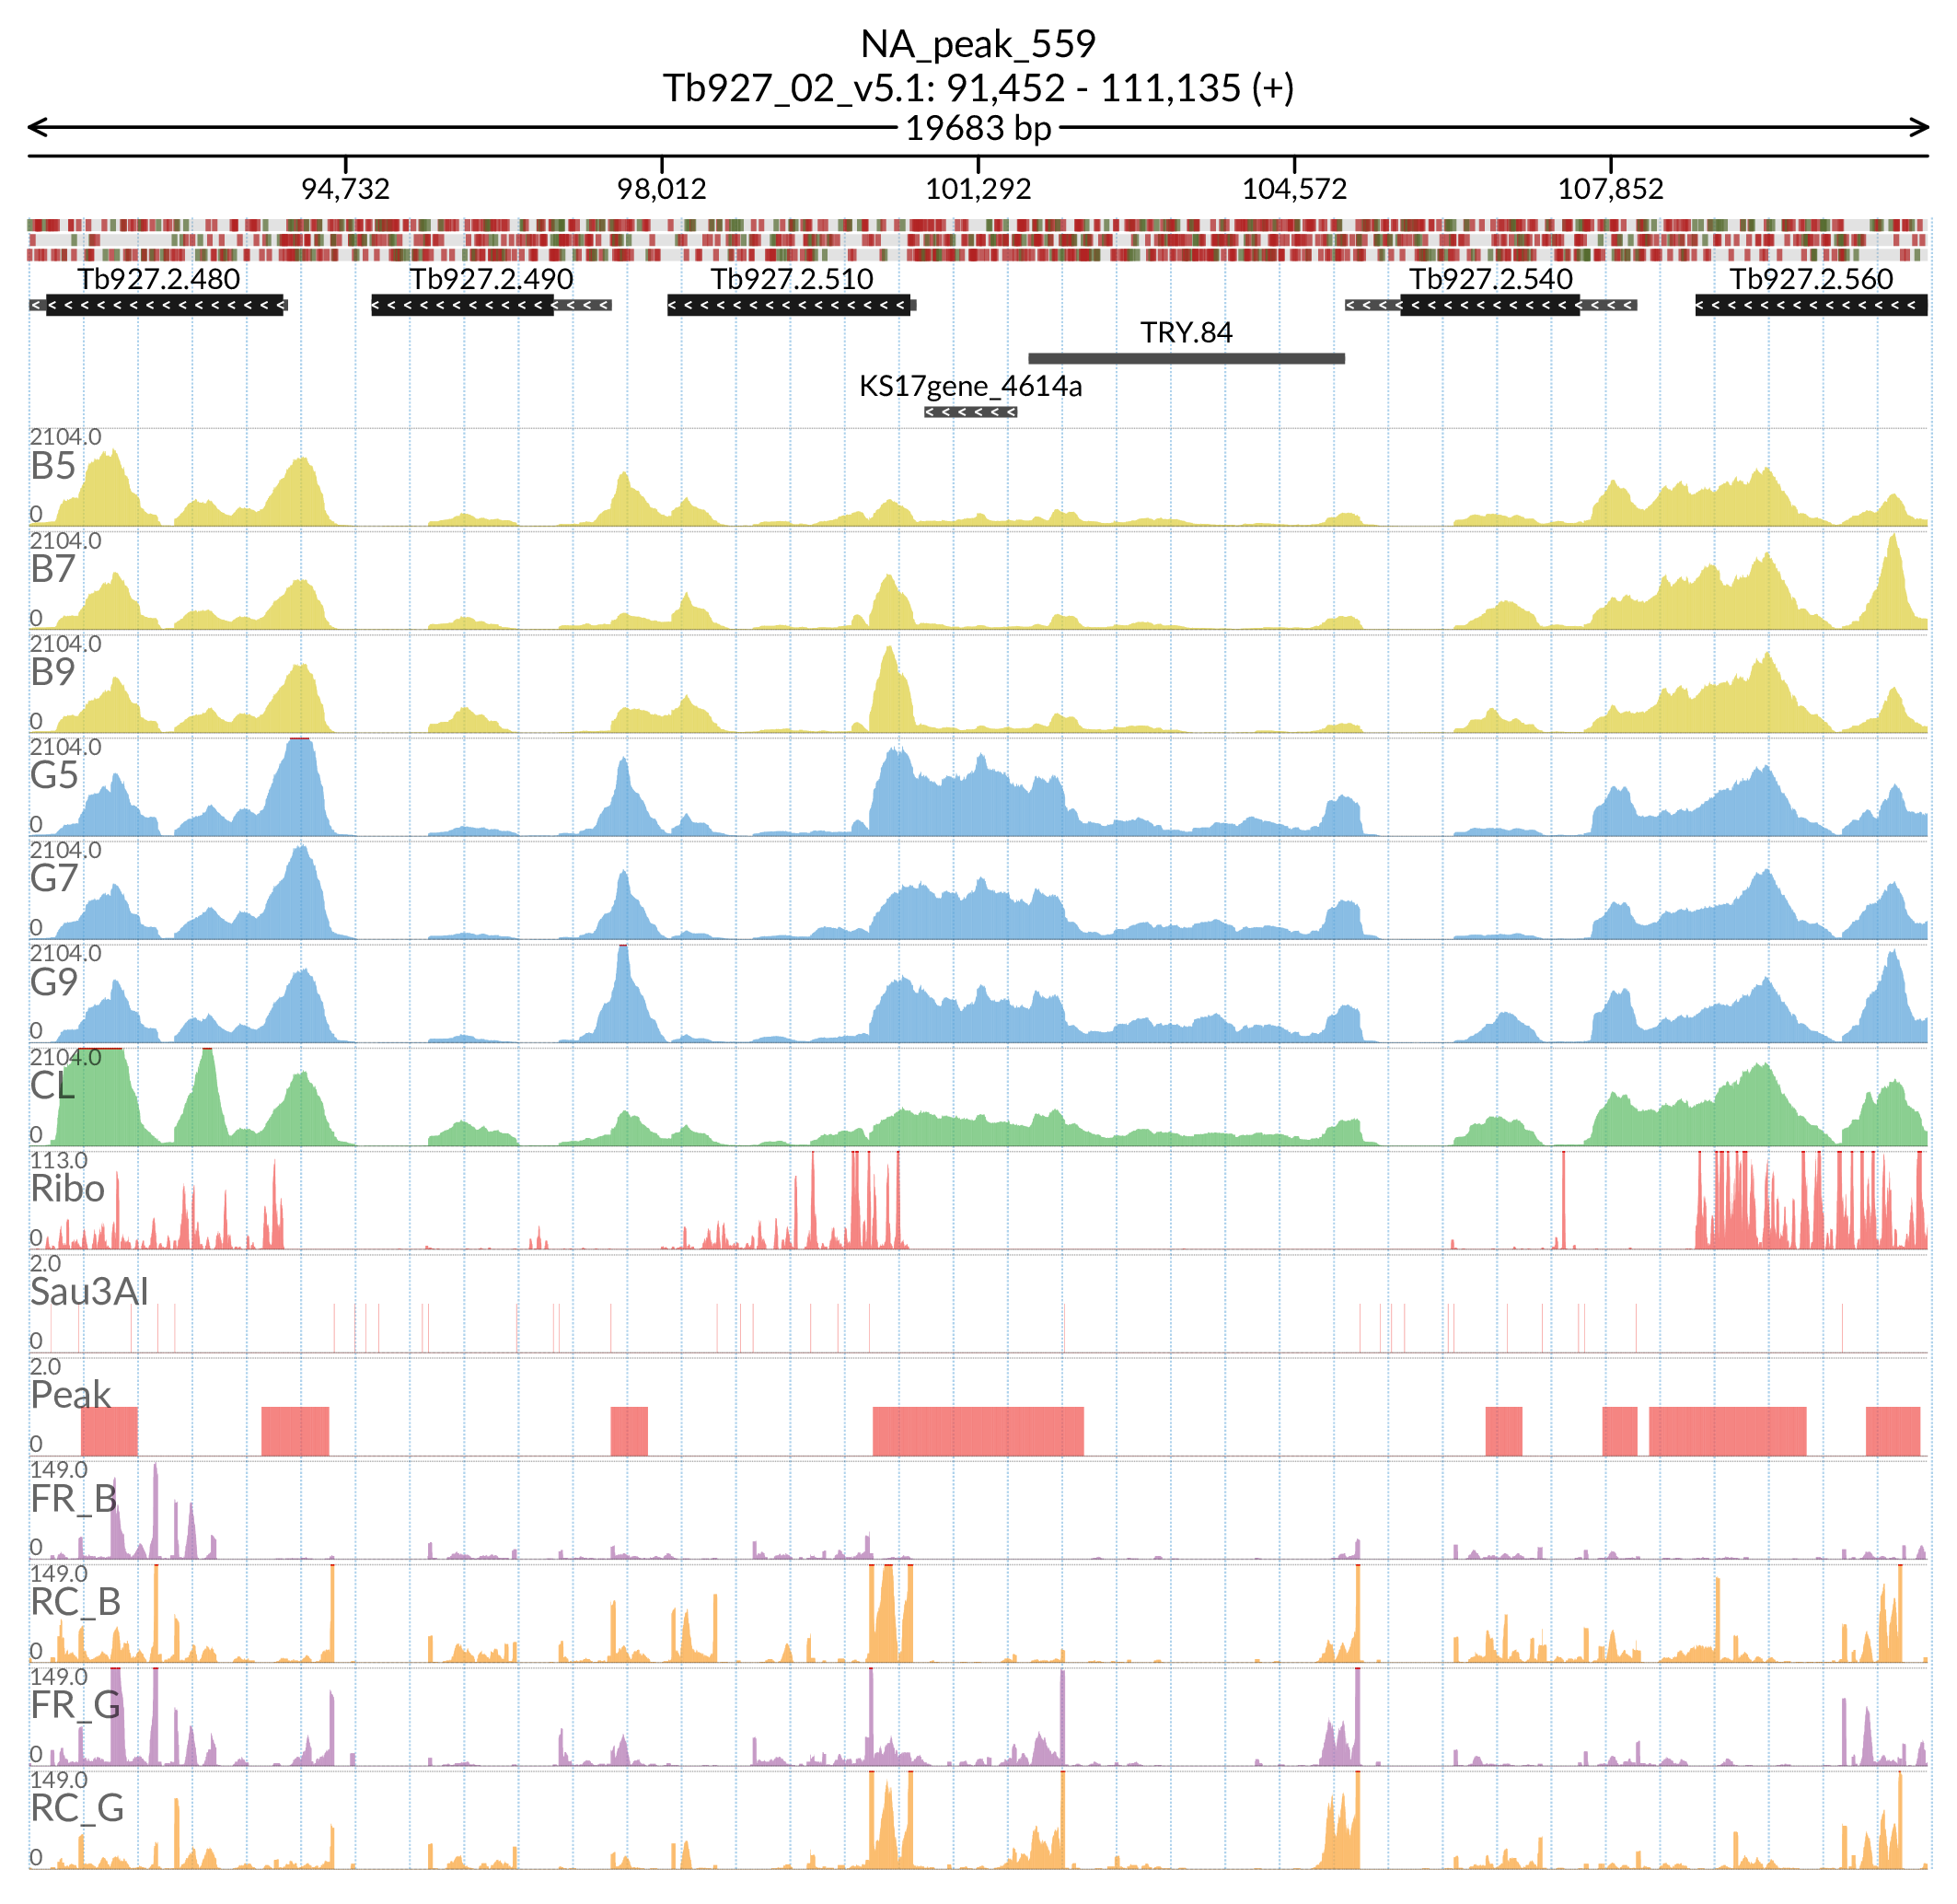 NA_peak_559
Tb927_02_v5.1: 91,452 - 111,135 (+)
19683 bp
94,732 98,012 101,292 104,572 107,852
Tb927.2.480 Tb927.2.490 Tb927.2.510 Tb927.2.540 Tb927.2.560
TRY.84
KS17gene_4614a
2104.0
B5
0
2104.0
B7
0
2104.0
B9
0
2104.0
G5
0
2104.0
G7
0
2104.0
G9
0
2104.0
CL
0
113.0
Ribo
0
2.0
Sau3AI
0
2.0
Peak
0
149.0
FR_B
0
149.0
RC_B
0
149.0
FR_G
0
149.0
RC_G
0